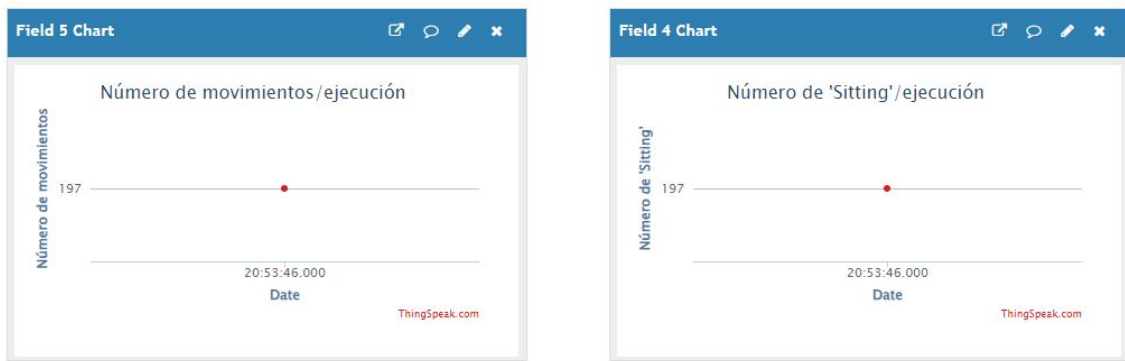 Field 5 Chart
Número de movimientos/ejecución
Número de movimientos
197
20:53:46.000
Date
ThingSpeak.com
Field 4 Chart
Número de 'Sitting'/ejecución
Número de 'Sitting'
197
20:53:46.000
Date
ThingSpeak.com